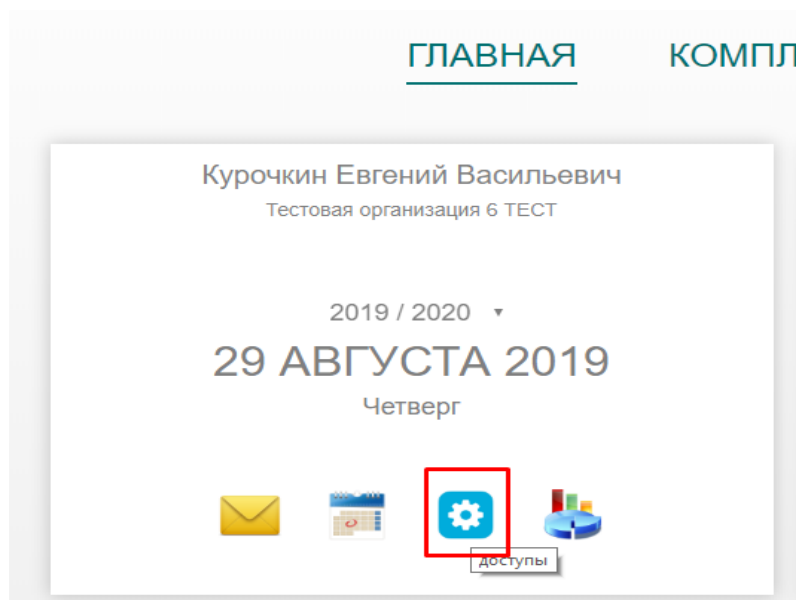 ГЛАВНАЯ КОМПЛ
Курочкин Евгений Васильевич
Тестовая организация 6 ТЕСТ
2019 / 2020
29 АВГУСТА 2019
Четверг
доступы